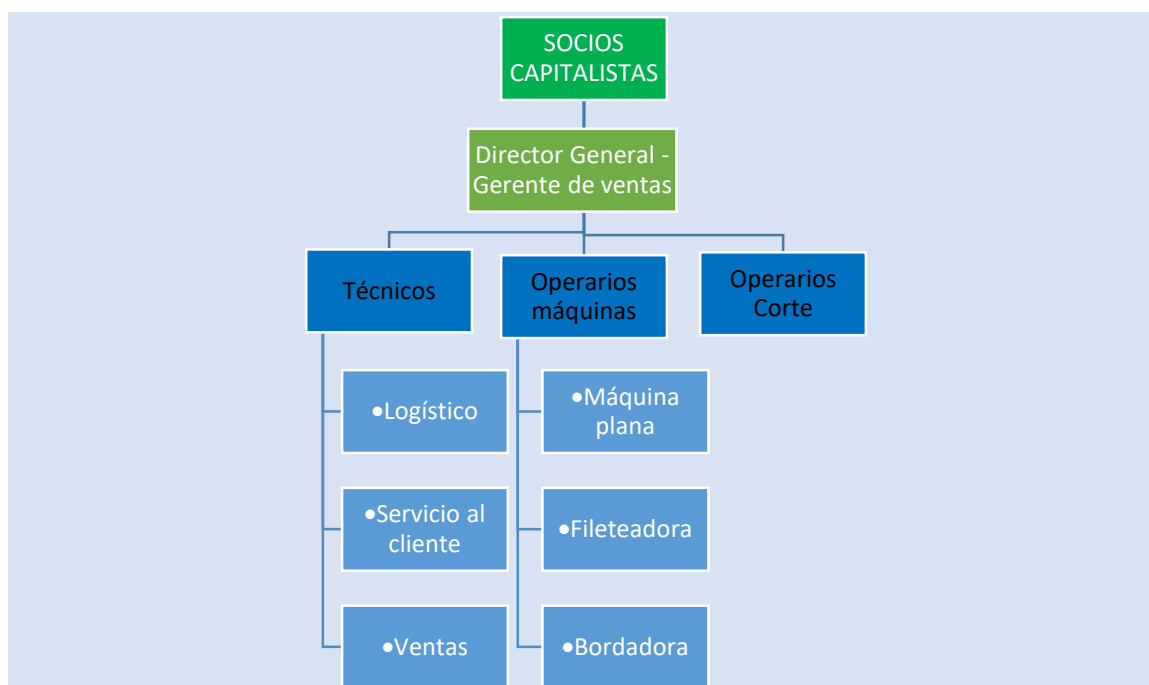 SOCIOS
CAPITALISTAS
Director General -
Gerente de ventas
Técnicos
Operarios
máquinas
Operarios
Corte
•Logístico
•Máquina
plana
•Servicio al
cliente
•Fileteadora
•Ventas
•Bordadora